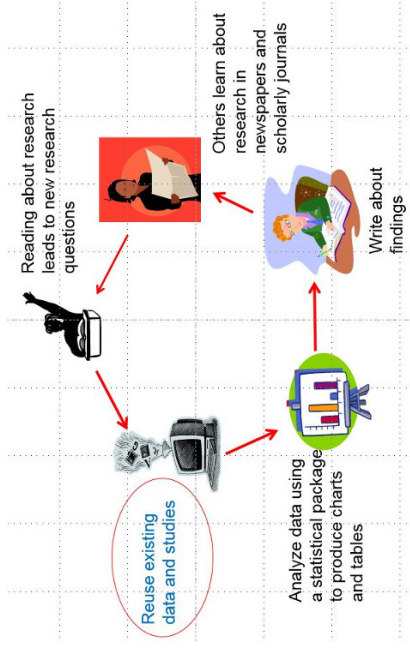 Reading about research
leads to new research
questions
Others learn about
research in
newspapers and
scholarly journals
Reuse existing
data and studies
Analyze data using
a statistical package
to produce charts
and tables
Write about
findings